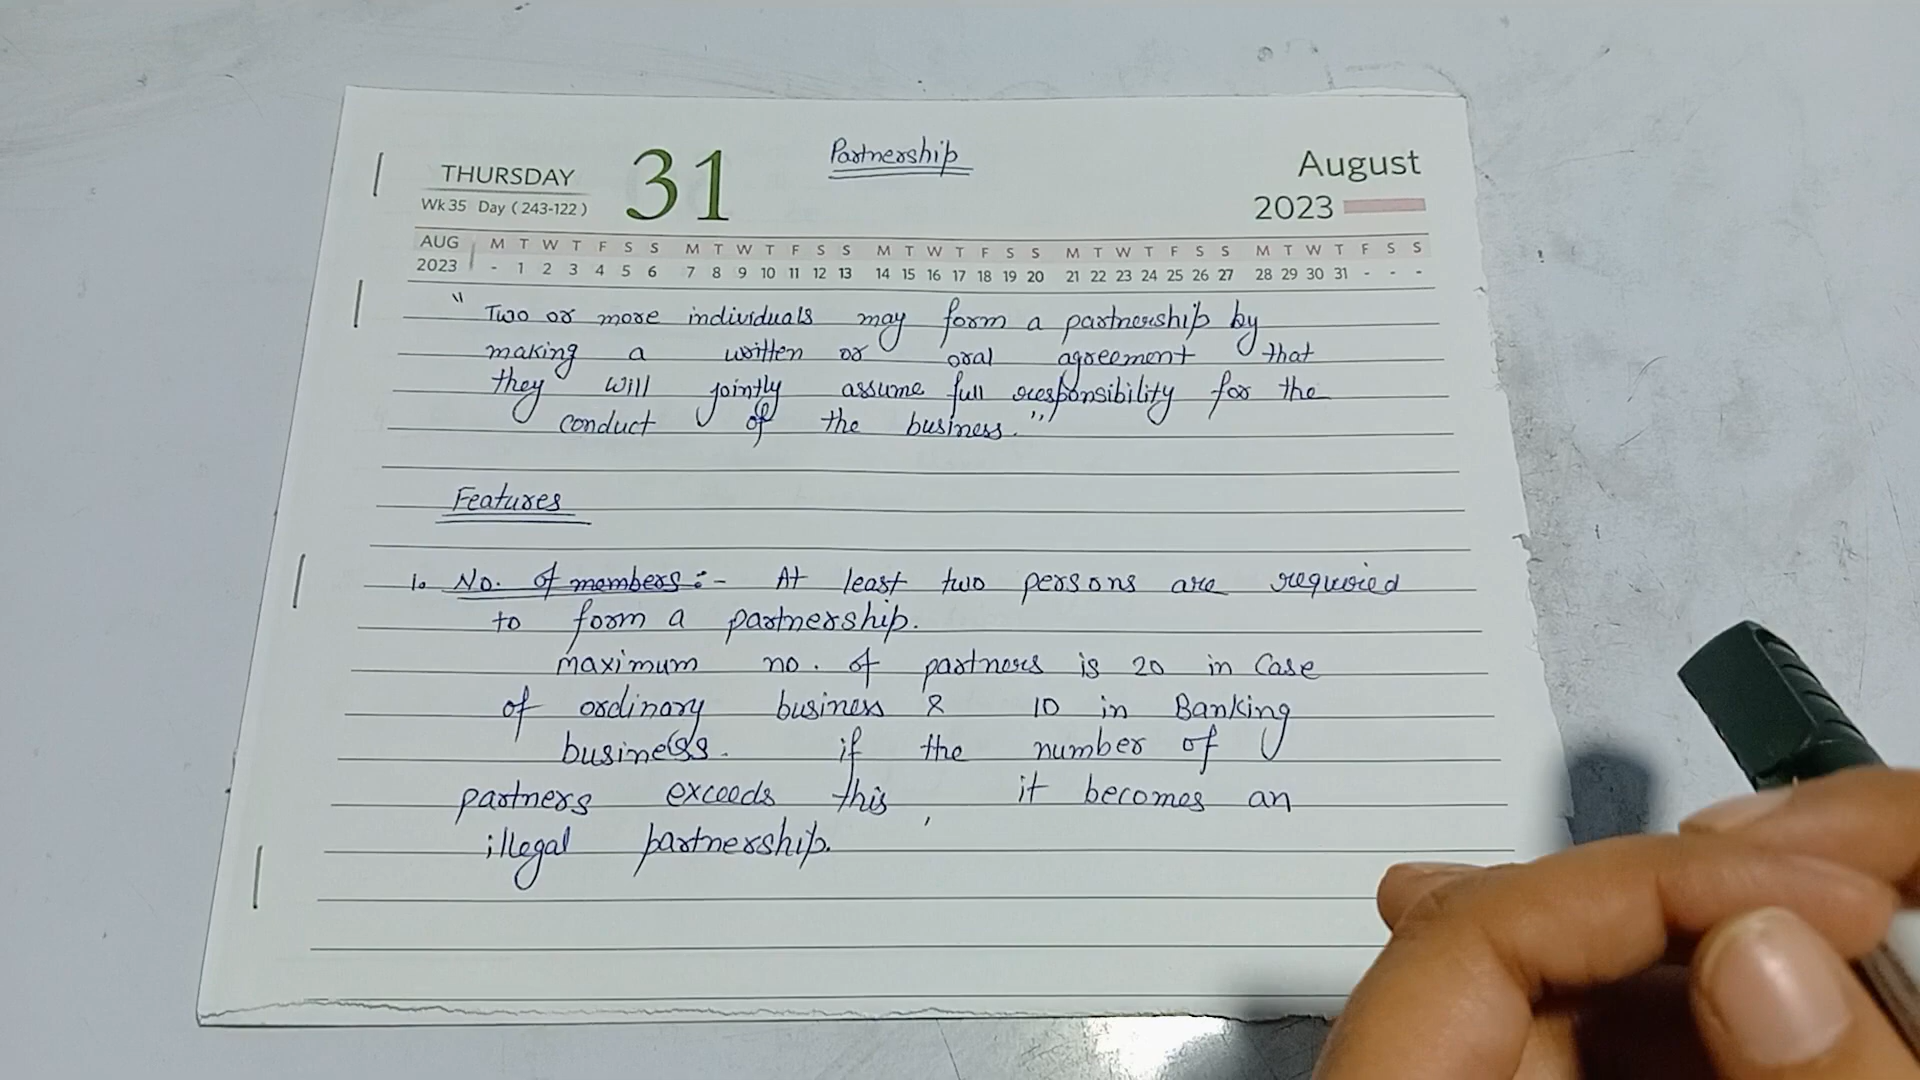 Partnership
THURSDAY 31 August
Wk 35 Day (243-122) 2023
AUG M T W T F S S M T W T F S S M T W T F S S M T W T F S S M T W T F S S
2023 - 1 2 3 4 5 6 7 8 9 10 11 12 13 14 15 16 17 18 19 20 21 22 23 24 25 26 27 28 29 30 31 - - -
" Two or more individuals may form a partnership by
making a written or oral agreement that
they will jointly assume full responsibility for the
conduct of the business."
Features
1. No. of members :- At least two persons are required
to form a partnership.
maximum no. of partners is 20 in Case
of ordinary business & 10 in Banking
business. if the number of
partners exceeds this, it becomes an
illegal partnership.